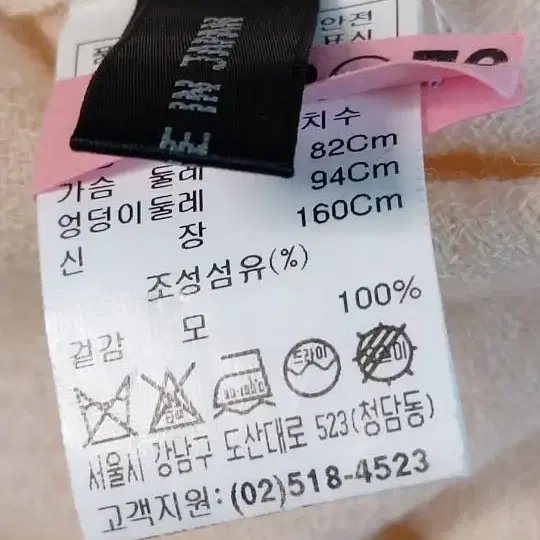 안전
표시
치수
가슴 둘레 82Cm
엉덩이둘레 94Cm
신 장 160Cm
조성섬유(%)
겉감 모 100%
드라이
서울시 강남구 도산대로 523(청담동)
고객지원: (02)518-4523